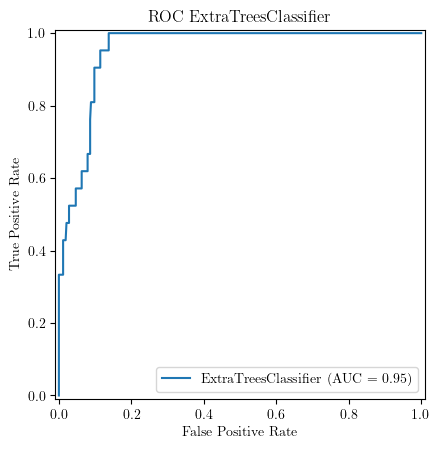 ROC ExtraTreesClassifier
True Positive Rate
1.0
0.8
0.6
0.4
0.2
0.0
ExtraTreesClassifier (AUC = 0.95)
0.0 0.2 0.4 0.6 0.8 1.0
False Positive Rate